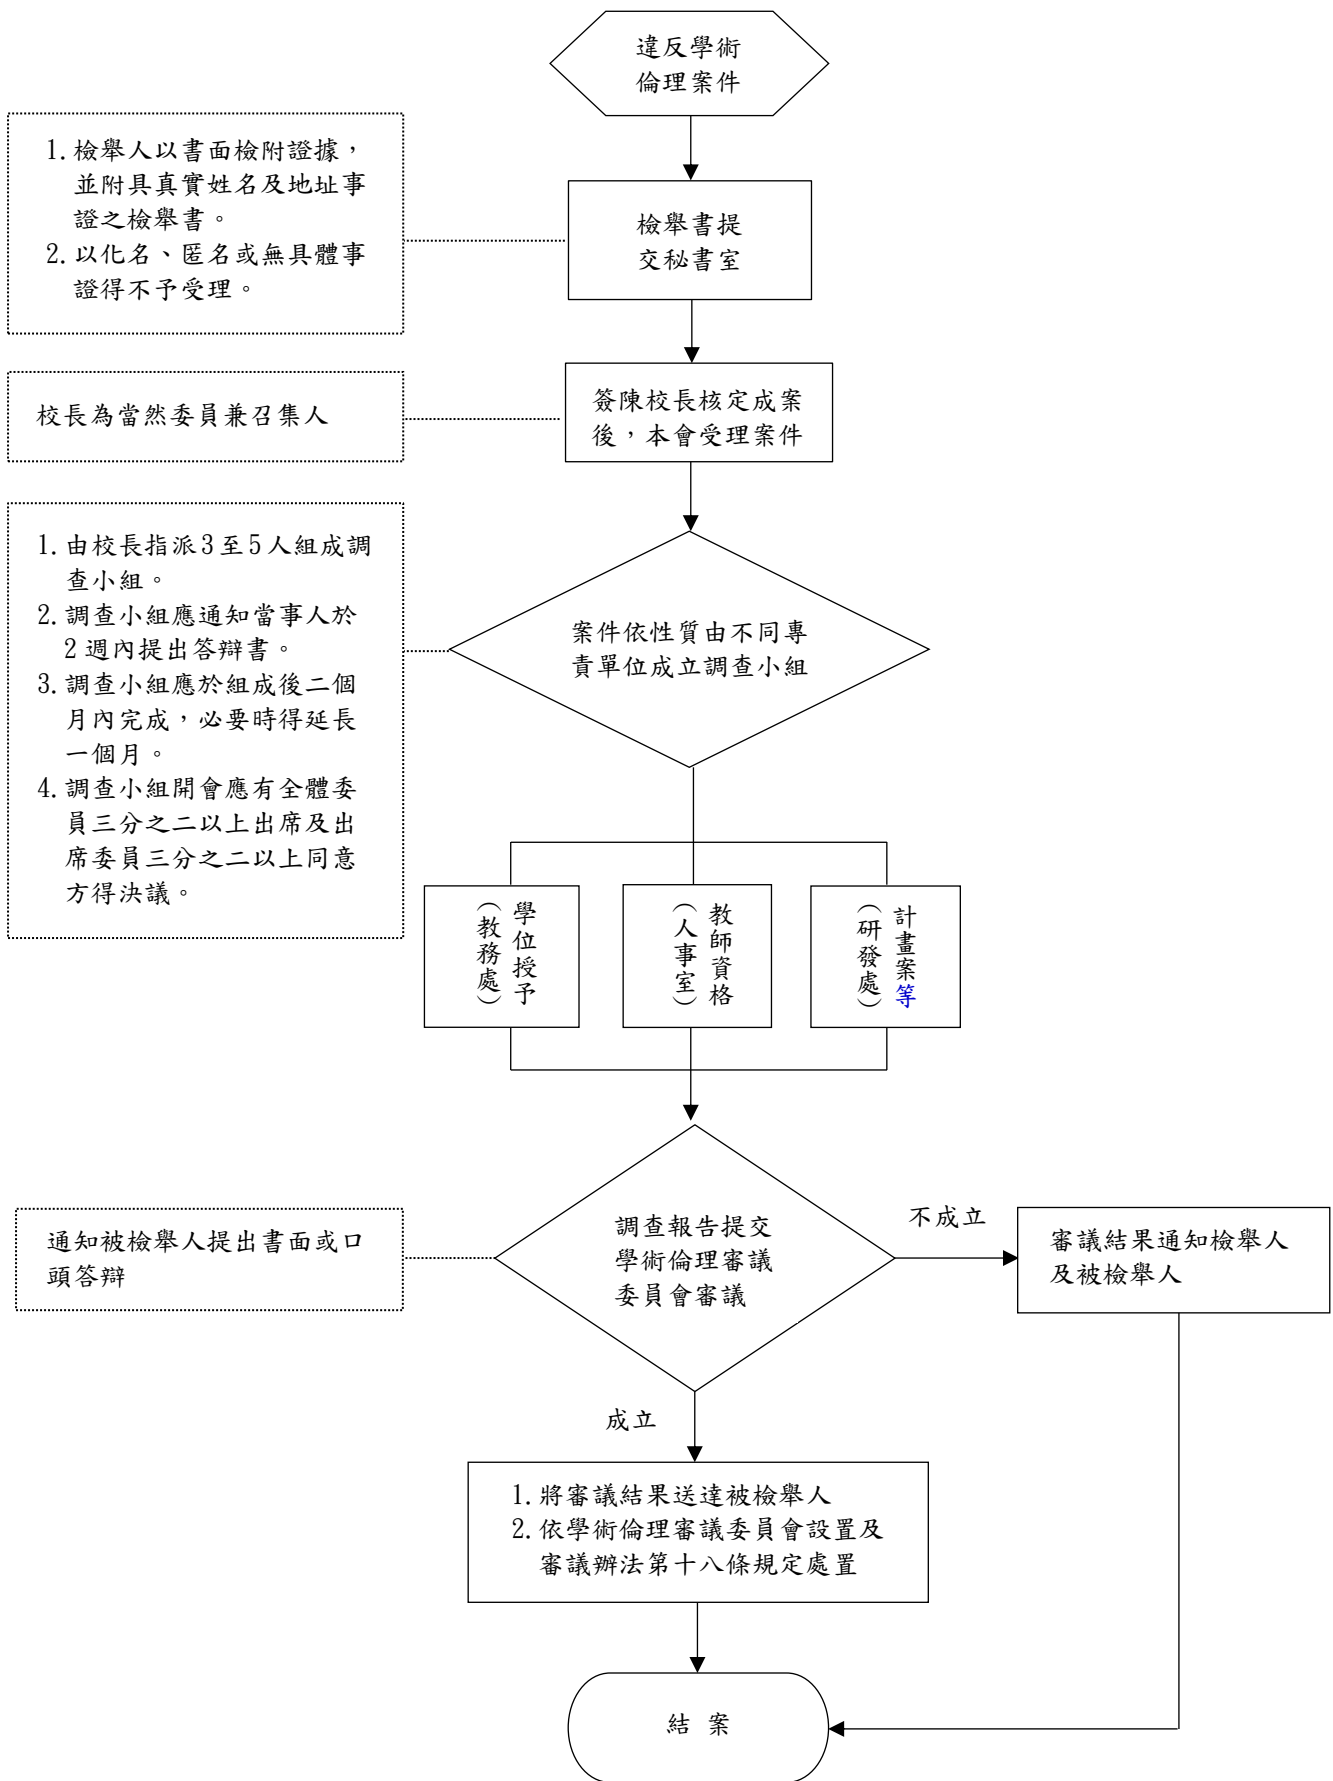 違反學術
倫理案件
1.檢舉人以書面檢附證據，
並附具真實姓名及地址事
證之檢舉書。
2.以化名、匿名或無具體事
證得不予受理。
檢舉書提
交秘書室
校長為當然委員兼召集人
簽陳校長核定成案
後，本會受理案件
1.由校長指派3至5人組成調
查小組。
2.調查小組應通知當事人於
2週內提出答辯書。
3.調查小組應於組成後二個
月內完成，必要時得延長
一個月。
4.調查小組開會應有全體委
員三分之二以上出席及出
席委員三分之二以上同意
方得決議。
案件依性質由不同專
責單位成立調查小組
學位授予
（教務處）
教師資格
（人事室）
計畫案等
（研發處）
通知被檢舉人提出書面或口
頭答辯
調查報告提交
學術倫理審議
委員會審議
不成立
審議結果通知檢舉人
及被檢舉人
成立
1.將審議結果送達被檢舉人
2.依學術倫理審議委員會設置及
審議辦法第十八條規定處置
結 案